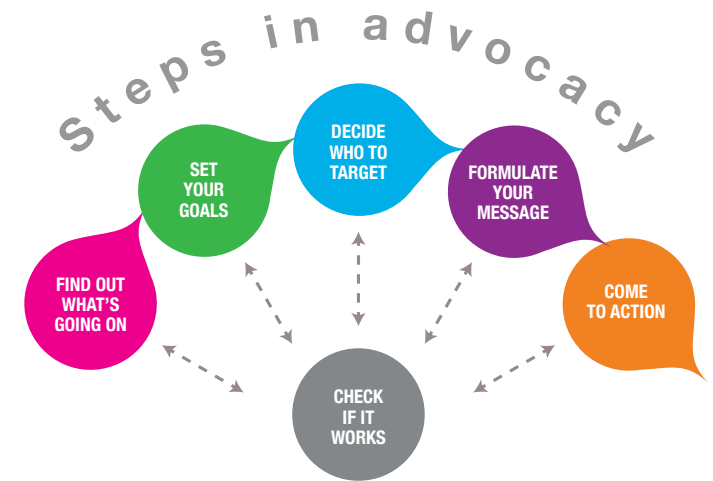 Steps in advocacy
FIND OUT
WHAT'S
GOING ON
SET
YOUR
GOALS
DECIDE
WHO TO
TARGET
FORMULATE
YOUR
MESSAGE
COME
TO ACTION
CHECK
IF IT
WORKS